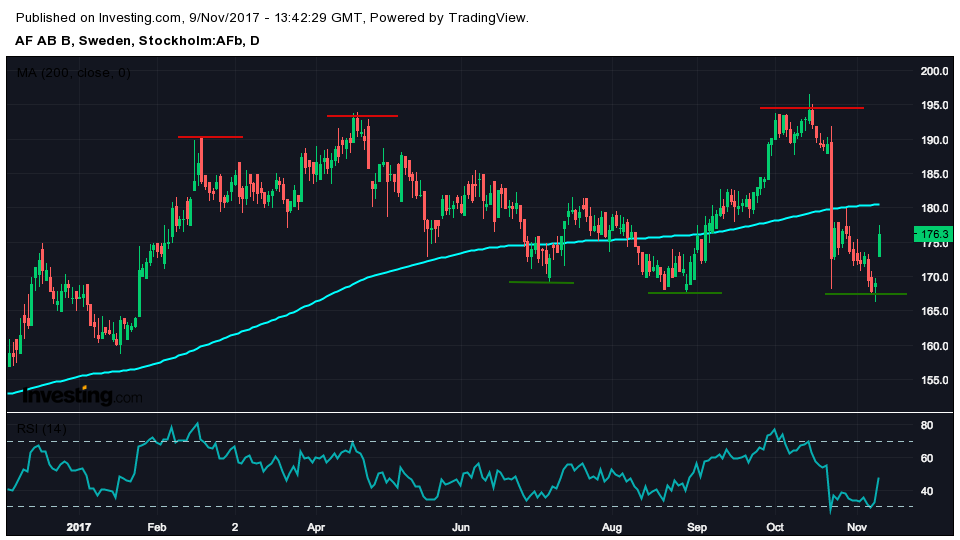 Published on Investing.com, 9/Nov/2017 - 13:42:29 GMT, Powered by TradingView.
AF AB B, Sweden, Stockholm:AFb, D
MA (200, close, 0)
200.0
195.0
190.0
185.0
180.0
176.3
175.0
170.0
165.0
160.0
155.0
Investing.com
RSI (14)
80
60
40
2017 Feb 2 Apr Jun Aug Sep Oct Nov